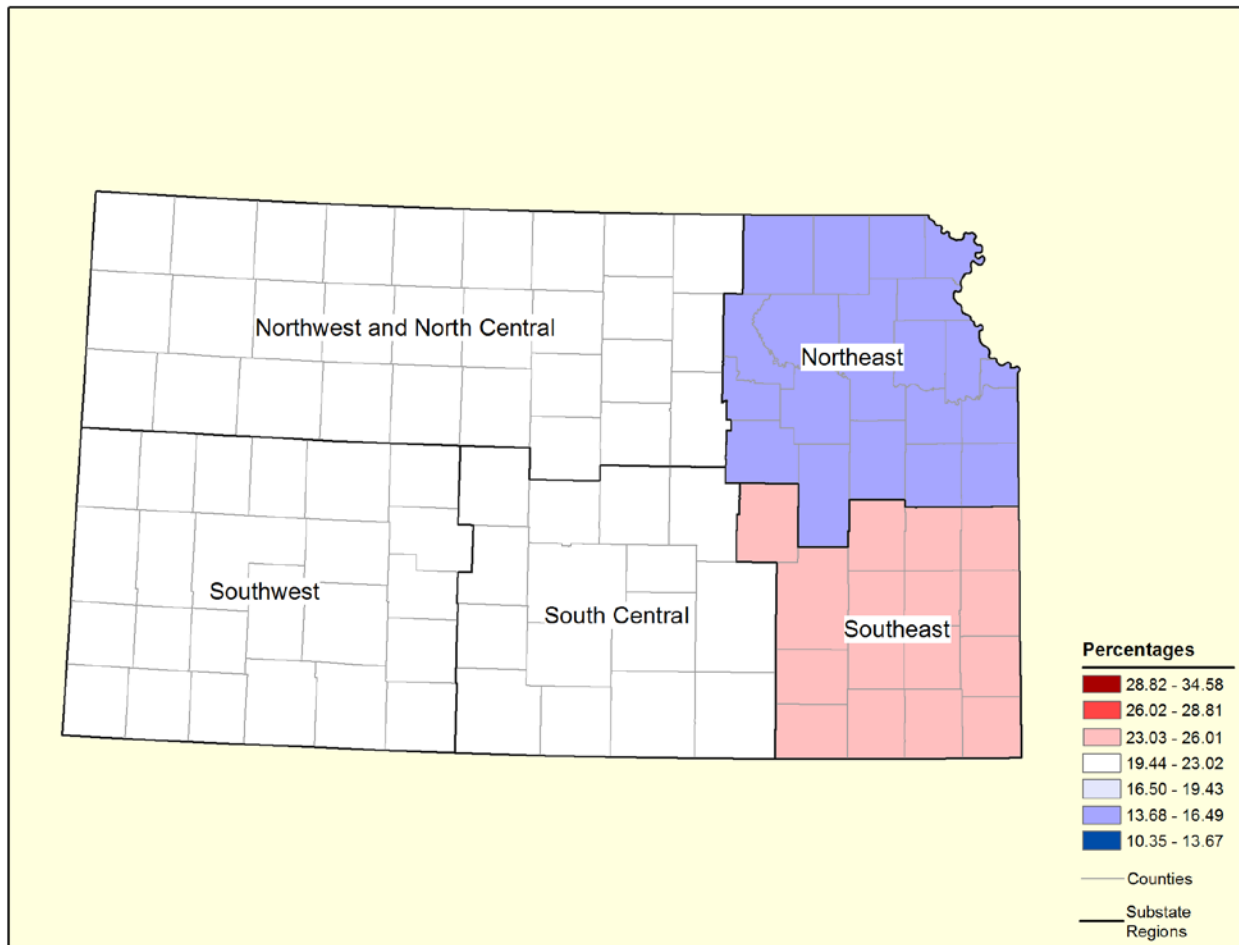 Northwest and North Central
Northeast
Southwest
South Central
Southeast
Percentages
28.82 - 34.58
26.02 - 28.81
23.03 - 26.01
19.44 - 23.02
16.50 - 19.43
13.68 - 16.49
10.35 - 13.67
Counties
Substate
Regions